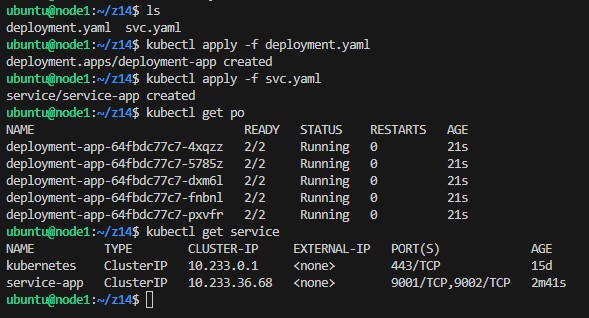 ubuntu@node1:~/z14$ ls
deployment.yaml  svc.yaml
ubuntu@node1:~/z14$ kubectl apply -f deployment.yaml
deployment.apps/deployment-app created
ubuntu@node1:~/z14$ kubectl apply -f svc.yaml
service/service-app created
ubuntu@node1:~/z14$ kubectl get po
NAME                              READY   STATUS    RESTARTS   AGE
deployment-app-64fbdc77c7-4xqzz   2/2     Running   0          21s
deployment-app-64fbdc77c7-5785z   2/2     Running   0          21s
deployment-app-64fbdc77c7-dxm6l   2/2     Running   0          21s
deployment-app-64fbdc77c7-fnbnl   2/2     Running   0          21s
deployment-app-64fbdc77c7-pxvfr   2/2     Running   0          21s
ubuntu@node1:~/z14$ kubectl get service
NAME          TYPE        CLUSTER-IP      EXTERNAL-IP   PORT(S)             AGE
kubernetes    ClusterIP   10.233.0.1      <none>        443/TCP             15d
service-app   ClusterIP   10.233.36.68    <none>        9001/TCP,9002/TCP   2m41s
ubuntu@node1:~/z14$